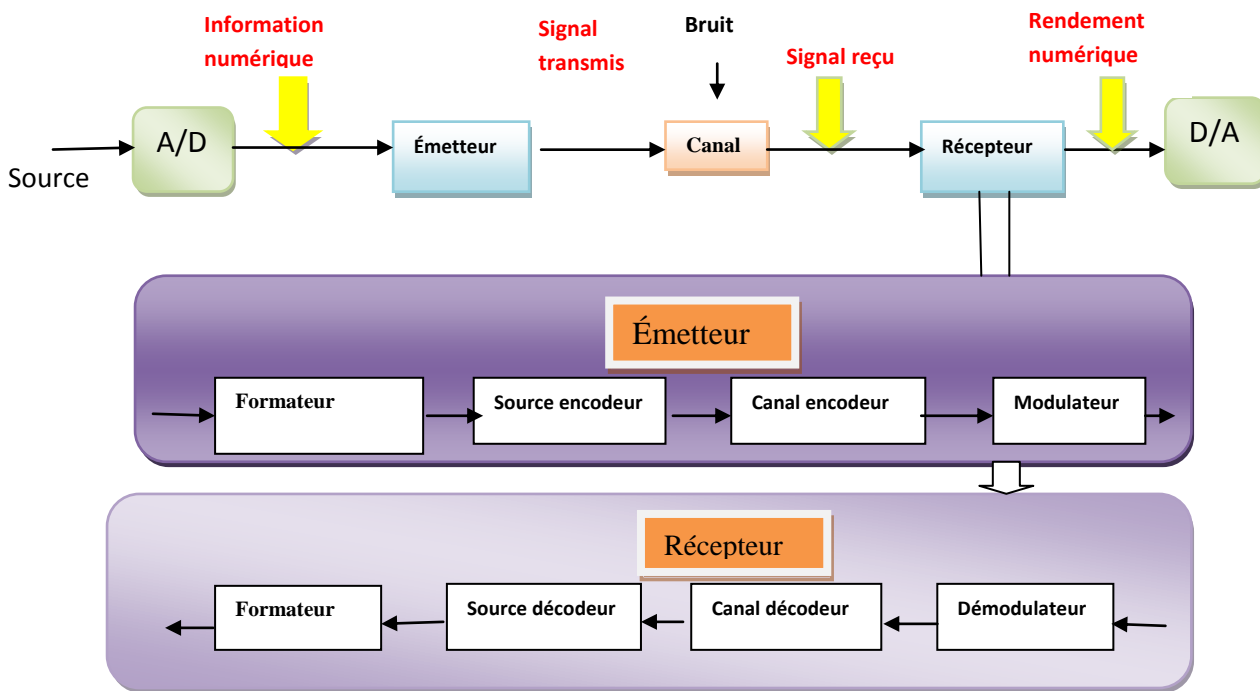 Information
numérique
Signal
transmis
Bruit
Signal reçu
Rendement
numérique
Source
A/D
Émetteur
Canal
Récepteur
D/A
Émetteur
Formateur
Source encodeur
Canal encodeur
Modulateur
Récepteur
Formateur
Source décodeur
Canal décodeur
Démodulateur